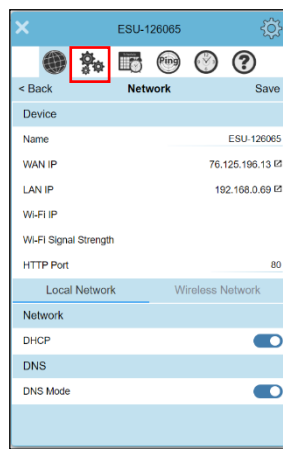 ESU-126065
Ping
?
< Back Network Save
Device
Name ESU-126065
WAN IP 76.125.196.13
LAN IP 192.168.0.69
Wi-Fi IP
Wi-Fi Signal Strength
HTTP Port 80
Local Network Wireless Network
Network
DHCP
DNS
DNS Mode